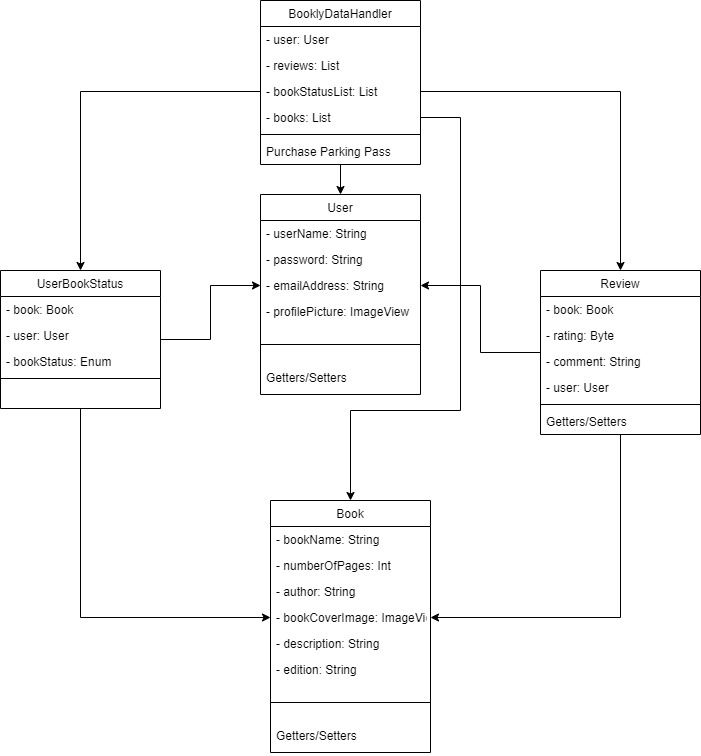 BooklyDataHandler
- user: User
- reviews: List
- bookStatusList: List
- books: List
Purchase Parking Pass
User
- userName: String
- password: String
- emailAddress: String
- profilePicture: ImageView
Getters/Setters
UserBookStatus
- book: Book
- user: User
- bookStatus: Enum
Review
- book: Book
- rating: Byte
- comment: String
- user: User
Getters/Setters
Book
- bookName: String
- numberOfPages: Int
- author: String
- bookCoverImage: ImageVi
- description: String
- edition: String
Getters/Setters